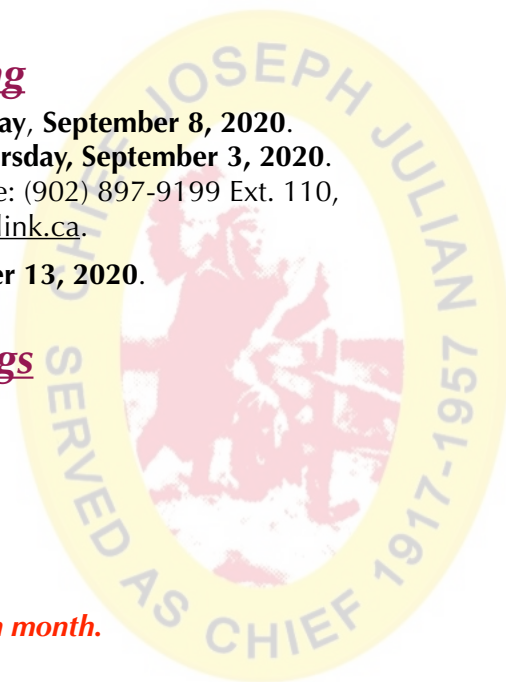 ng
ay, September 8, 2020.
rsday, September 3, 2020.
e: (902) 897-9199 Ext. 110,
link.ca.
er 13, 2020.
gs
h month.
CHIEF JOSEPH JULIAN
SERVED AS CHIEF 1917-1957